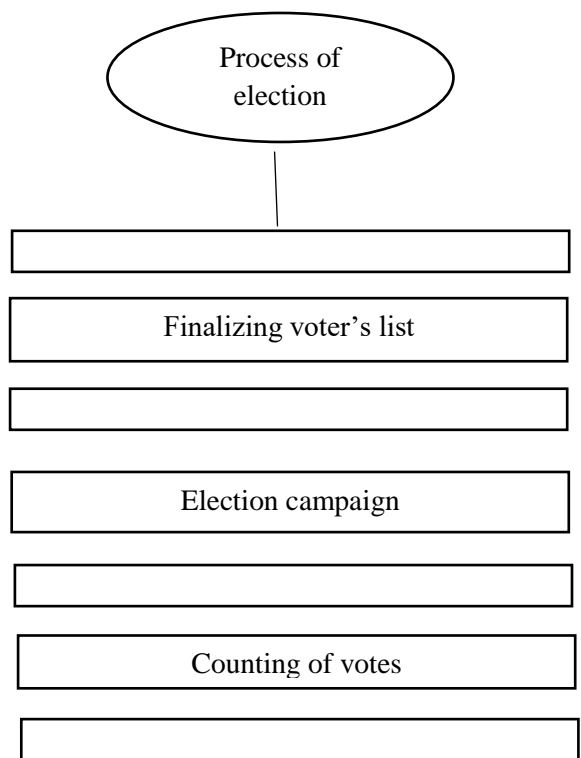 Process of
election
Finalizing voter’s list
Election campaign
Counting of votes